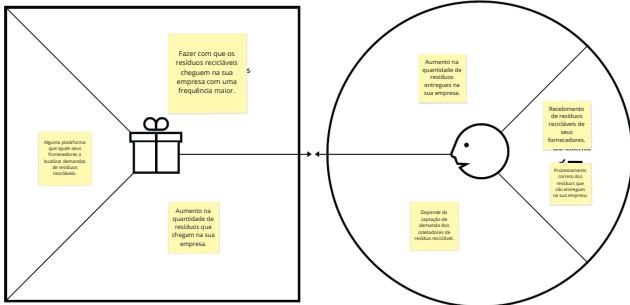 Fazer com que os
resíduos recicláveis
cheguem na sua
empresa com uma
frequência maior.
s
Alguma plataforma
que ajude seus
fornecedores a
localizar demandas
de resíduos
recicláveis.
Aumento na
quantidade de
resíduos que
chegam na sua
empresa.
Aumento na
quantidade de
resíduos
entregues na
sua empresa.
Recebimento
de resíduos
recicláveis de
seus
fornecedores.
Processamento
correto dos
resíduos que
são entregues
na sua empresa.
Depende da
captação de
demanda dos
coletadores de
resíduo reciclável.